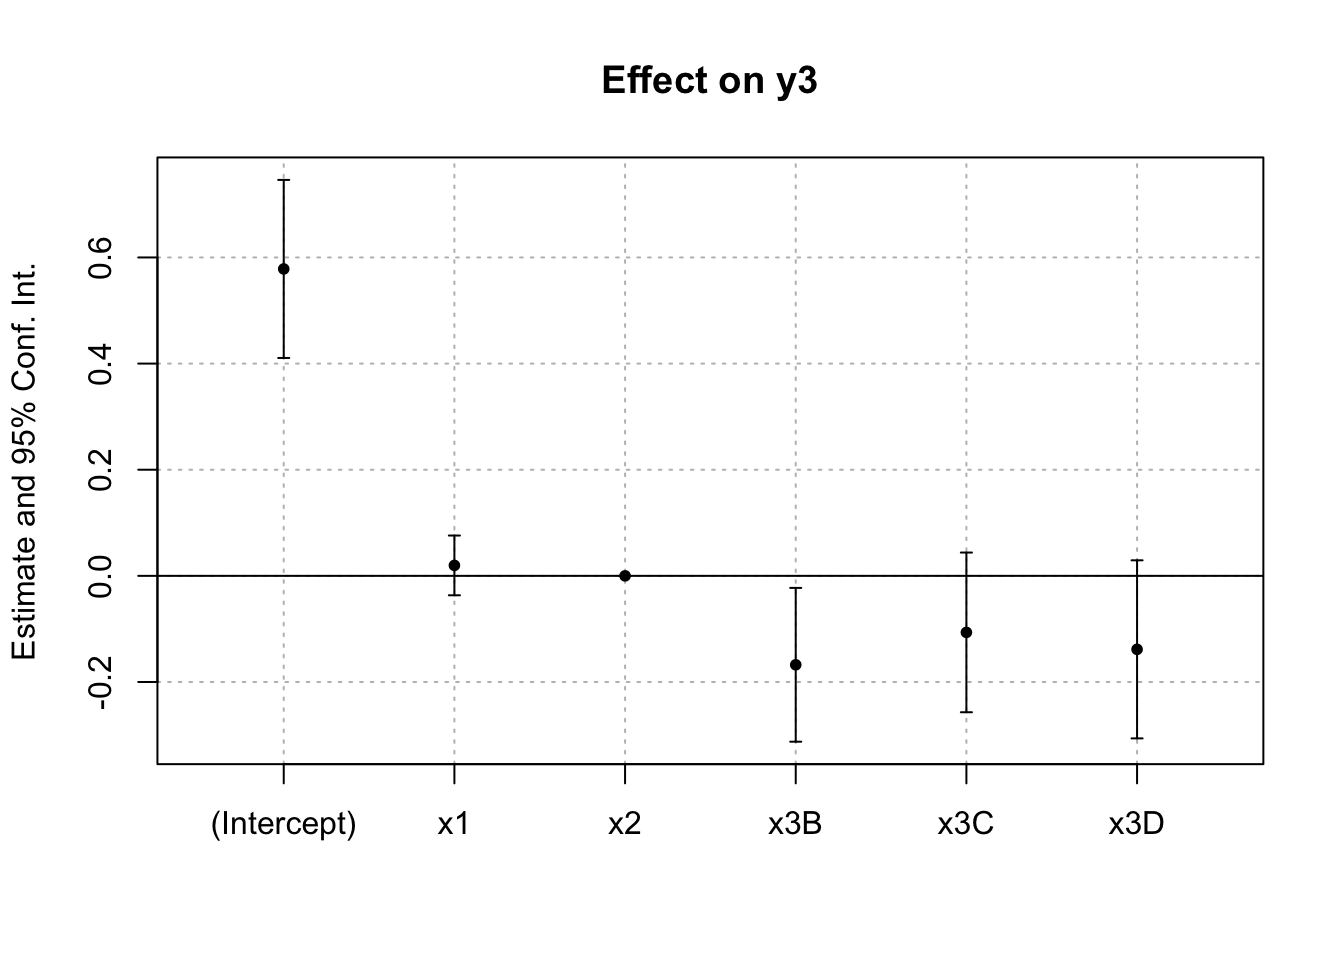 Effect on y3
Estimate and 95% Conf. Int.
0.6
0.4
0.2
0.0
-0.2
(Intercept) x1 x2 x3B x3C x3D